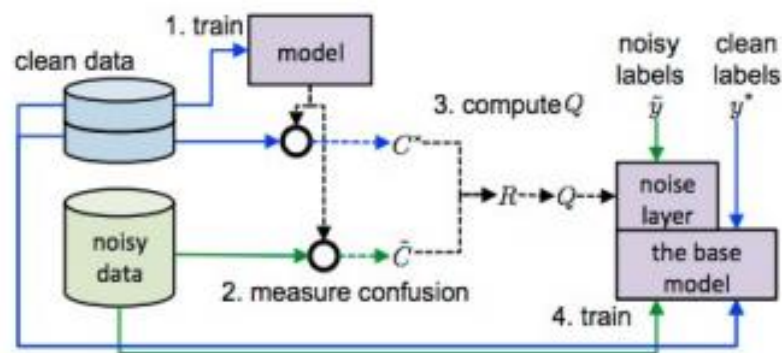 1. train
model
clean data
noisy
labels
ỹ
clean
labels
y*
3. compute Q
C*
noise
layer
R
Q
noisy
data
C̃
the base
model
2. measure confusion
4. train